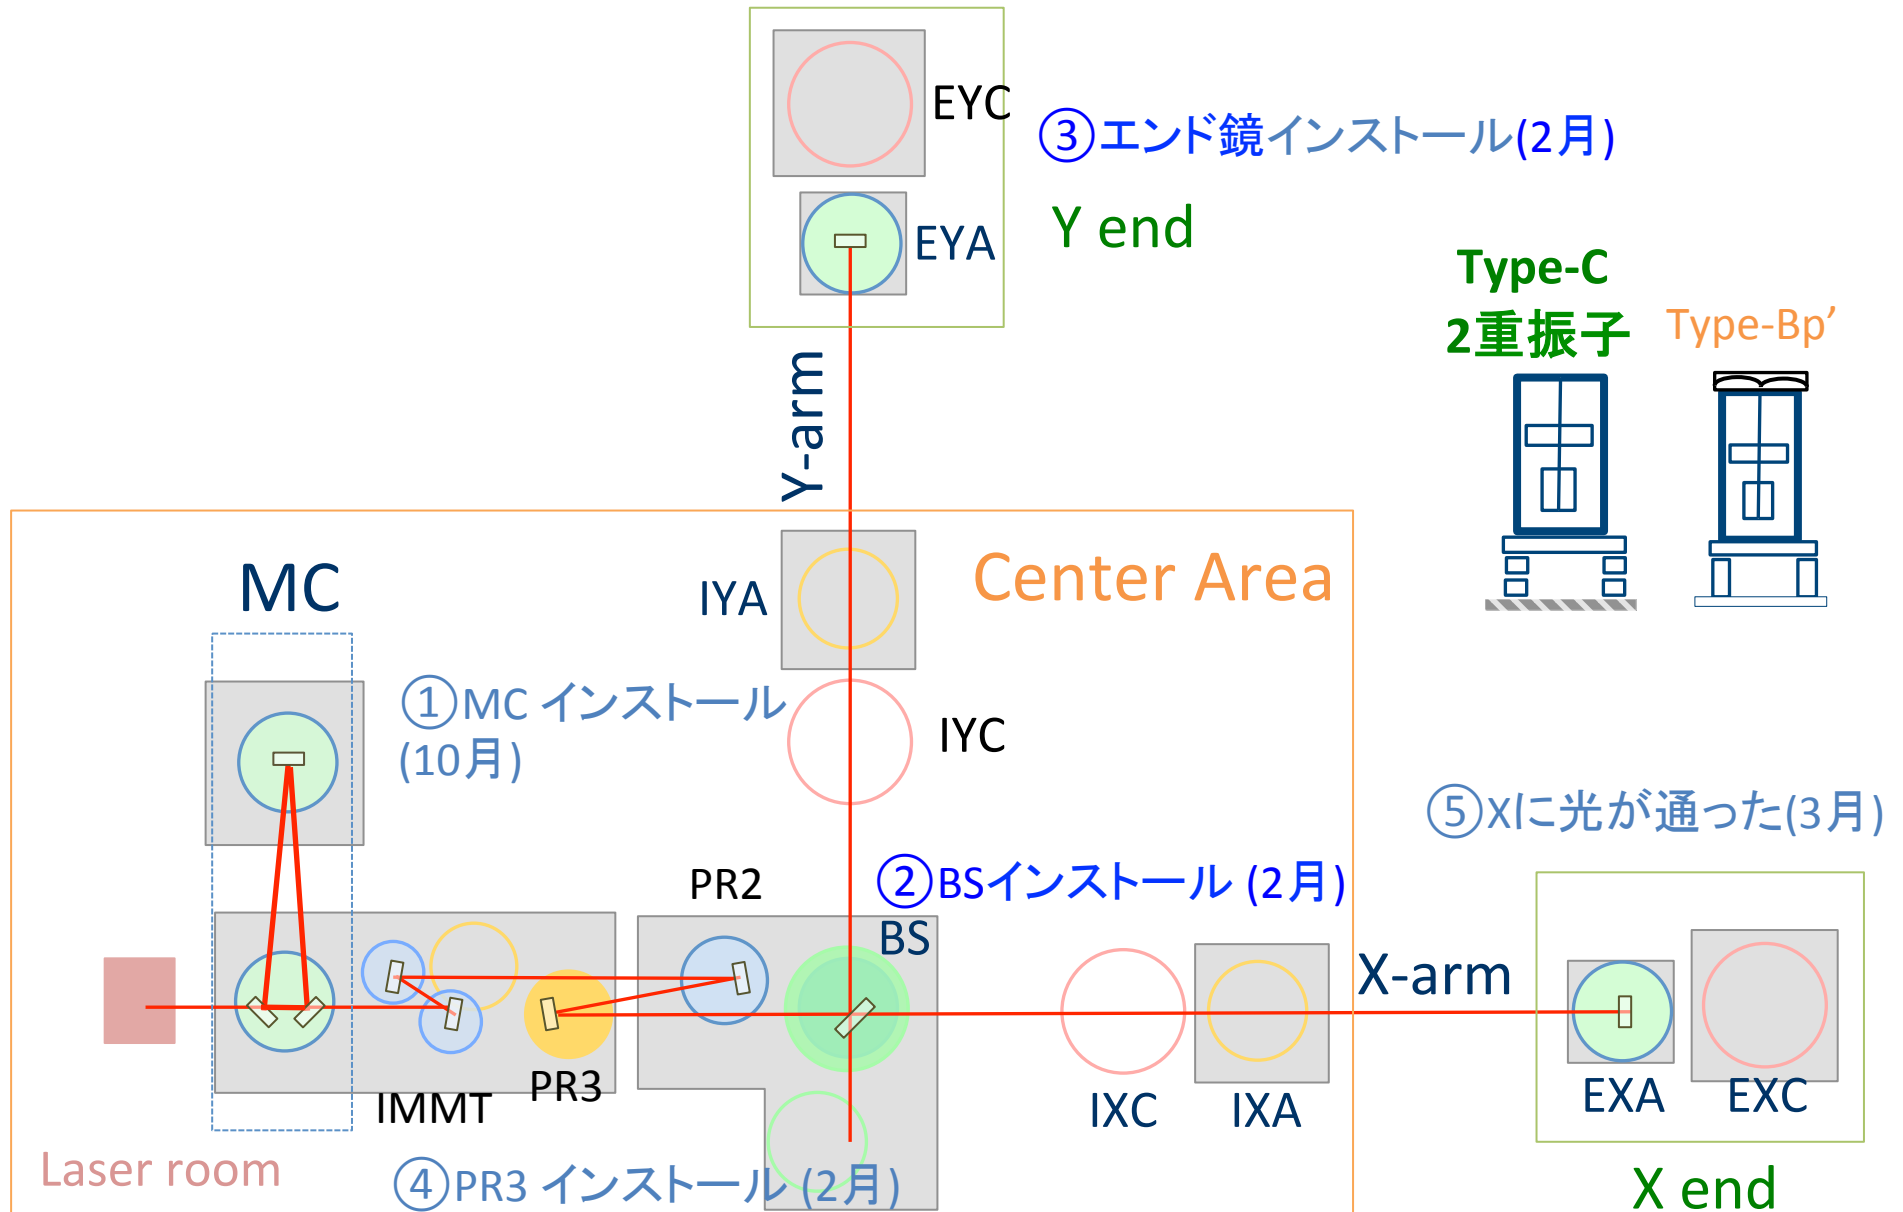 EYC
③エンド鏡インストール(2月)
EYA
Y end
Type-C
2重振子
Type-Bp’
Y-arm
MC
IYA
Center Area
①MC インストール
(10月)
IYC
⑤Xに光が通った(3月)
PR2
②BSインストール (2月)
BS
X-arm
PR3
IMMT
IXC
IXA
EXA
EXC
Laser room
④PR3 インストール (2月)
X end